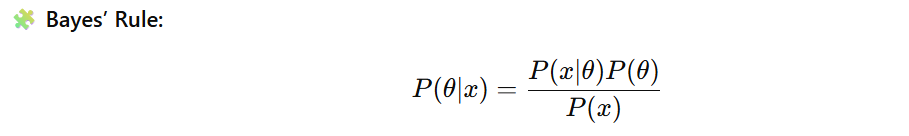 🧩 Bayes’ Rule:
P(θ|x) = P(x|θ)P(θ) / P(x)